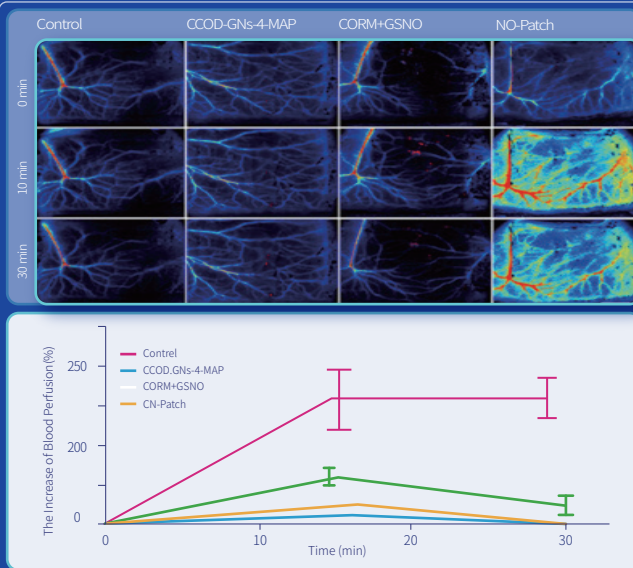 Control CCOD-GNs-4-MAP CORM+GSNO NO-Patch
0 min
10 min
30 min
The Increase of Blood Perfusion(%)
250
200
0
Contrel
CCOD.GNs-4-MAP
CORM+GSNO
CN-Patch
0 10 20 30
Time (min)